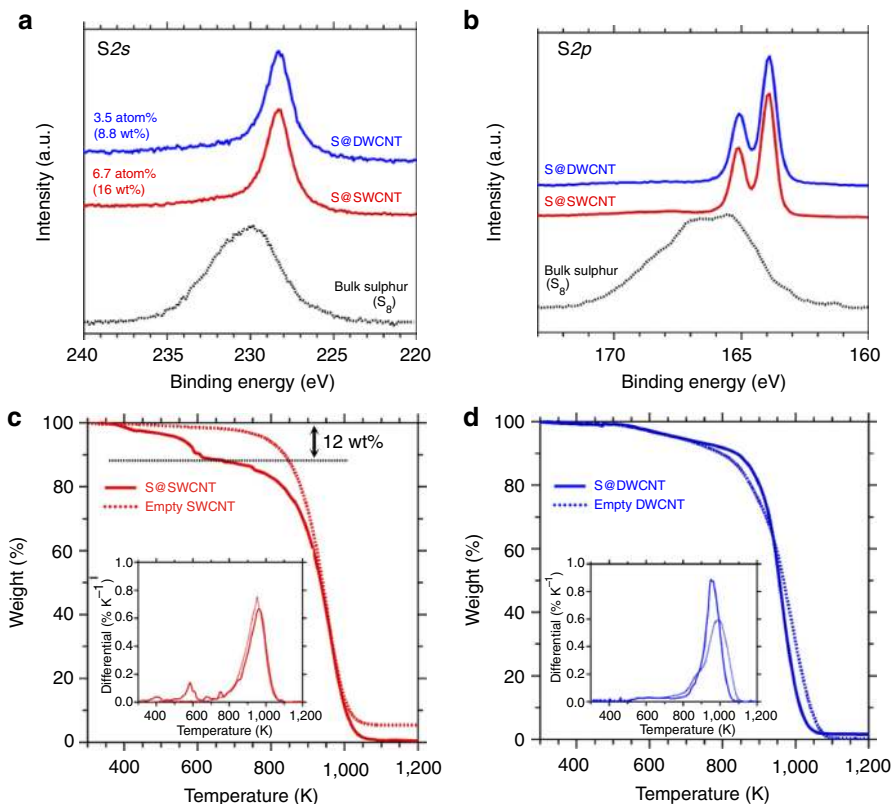 a
S2s
3.5 atom%
(8.8 wt%)
S@DWCNT
6.7 atom%
(16 wt%)
S@SWCNT
Bulk sulphur
(S8)
Intensity (a.u.)
240 235 230 225 220
Binding energy (eV)
b
S2p
S@DWCNT
S@SWCNT
Bulk sulphur
(S8)
Intensity (a.u.)
170 165 160
Binding energy (eV)
c
100
80
60
40
20
0
Weight (%)
12 wt%
S@SWCNT
Empty SWCNT
1.0
0.8
0.6
0.4
0.2
0.0
Differential (% K−1)
400 600 800 1,000 1,200
Temperature (K)
400 600 800 1,000 1,200
Temperature (K)
d
100
80
60
40
20
0
Weight (%)
S@DWCNT
Empty DWCNT
1.0
0.8
0.6
0.4
0.2
0.0
Differential (% K−1)
400 600 800 1,000 1,200
Temperature (K)
400 600 800 1,000 1,200
Temperature (K)